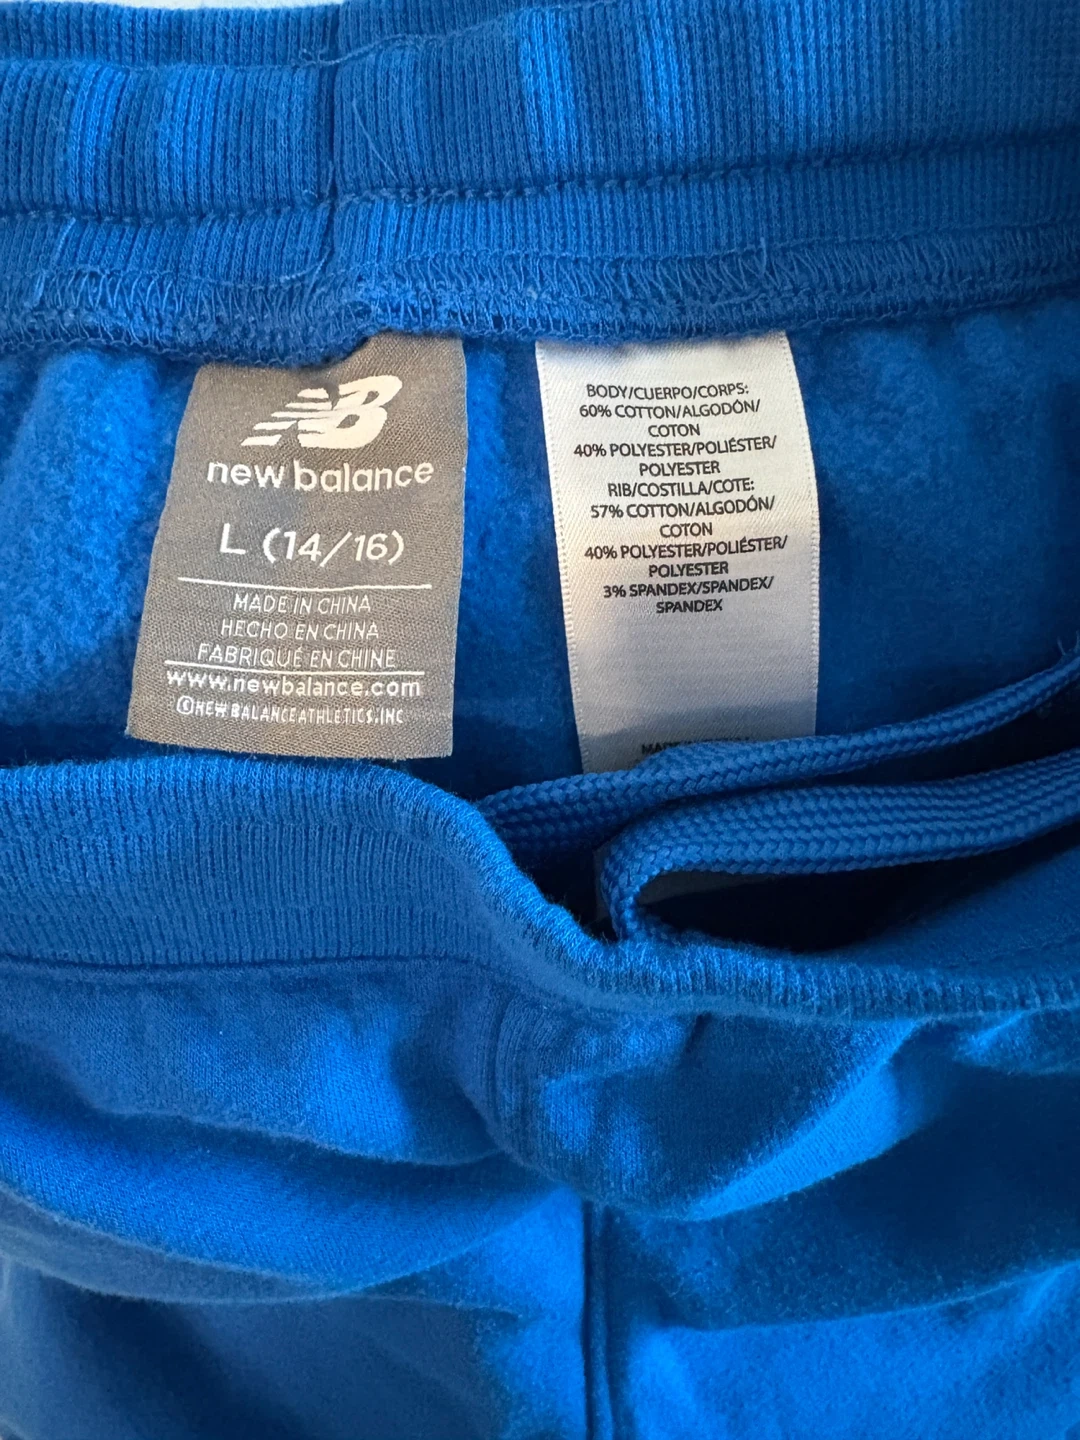 NB
new balance
L (14/16)
MADE IN CHINA
HECHO EN CHINA
FABRIQUÉ EN CHINE
www.newbalance.com
©NEW BALANCE ATHLETICS, INC
BODY/CUERPO/CORPS:
60% COTTON/ALGODÓN/
COTON
40% POLYESTER/POLIÉSTER/
POLYESTER
RIB/COSTILLA/COTE:
57% COTTON/ALGODÓN/
COTON
40% POLYESTER/POLIÉSTER/
POLYESTER
3% SPANDEX/SPANDEX/
SPANDEX